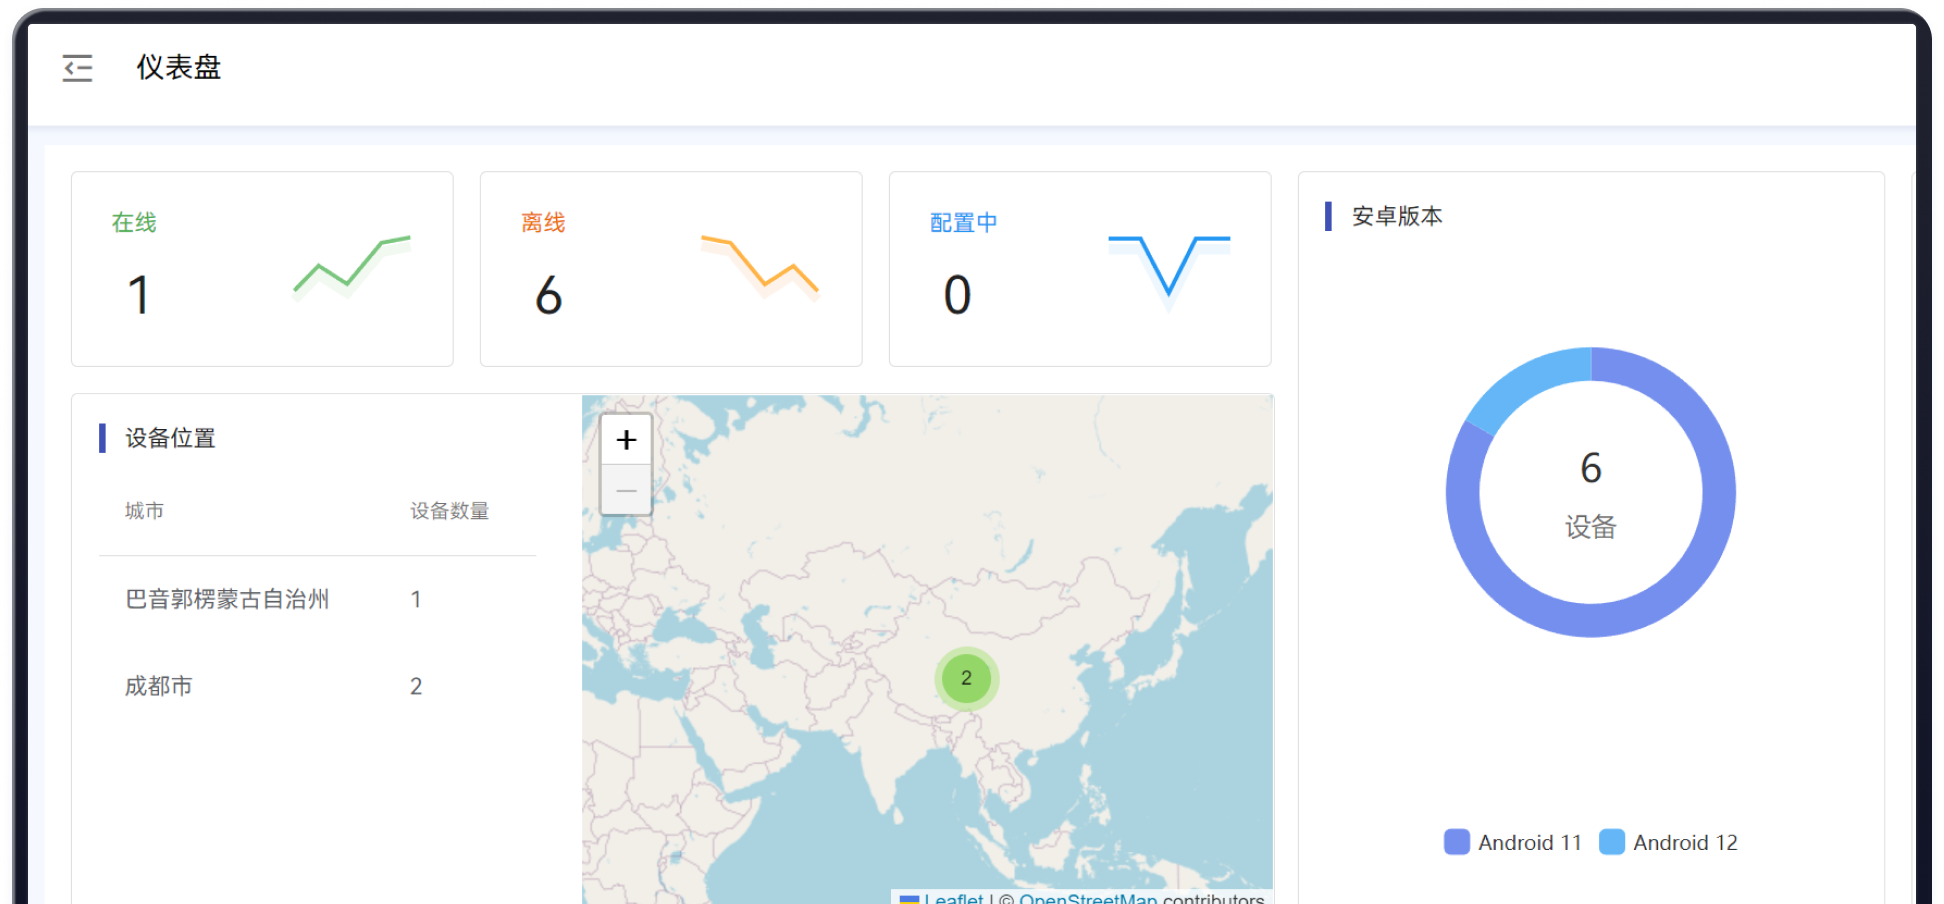 仪表盘
在线
1
离线
6
配置中
0
安卓版本
6
设备
Android 11
Android 12
设备位置
城市 设备数量
巴音郭楞蒙古自治州 1
成都市 2
+
−
2
Leaflet | © OpenStreetMap contributors